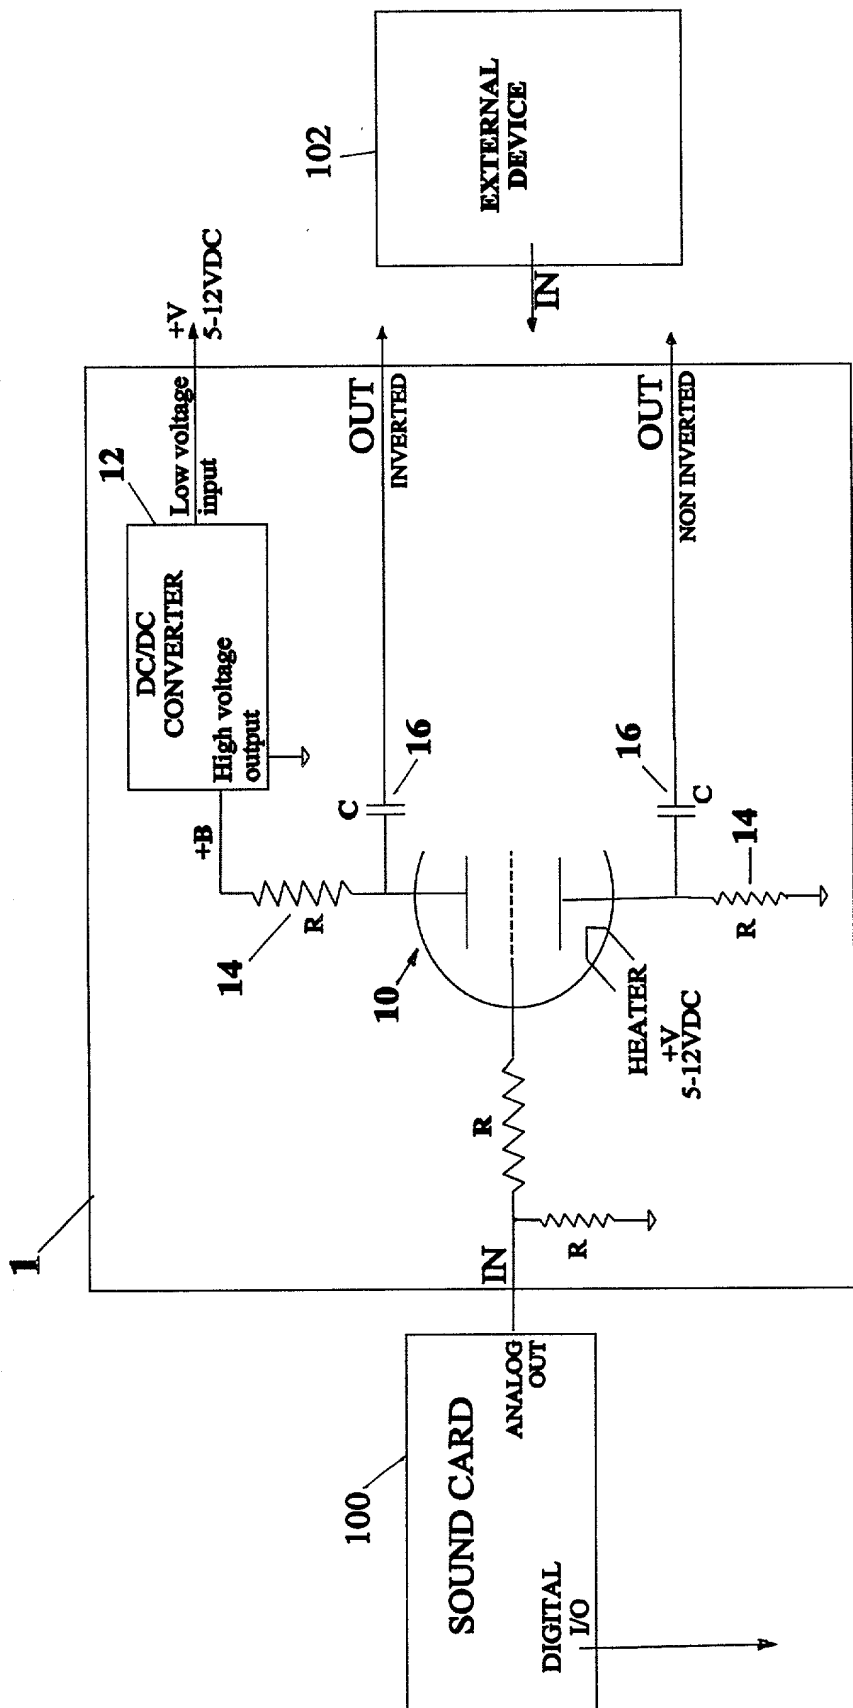 1
100
SOUND CARD
ANALOG
OUT
DIGITAL
I/O
IN
R
R
10
14
R
+B
DC/DC
CONVERTER
High voltage
output
12
Low voltage
input
+V
5-12VDC
C
16
OUT
INVERTED
HEATER
+V
5-12VDC
R
14
C
16
OUT
NON INVERTED
102
EXTERNAL
DEVICE
IN